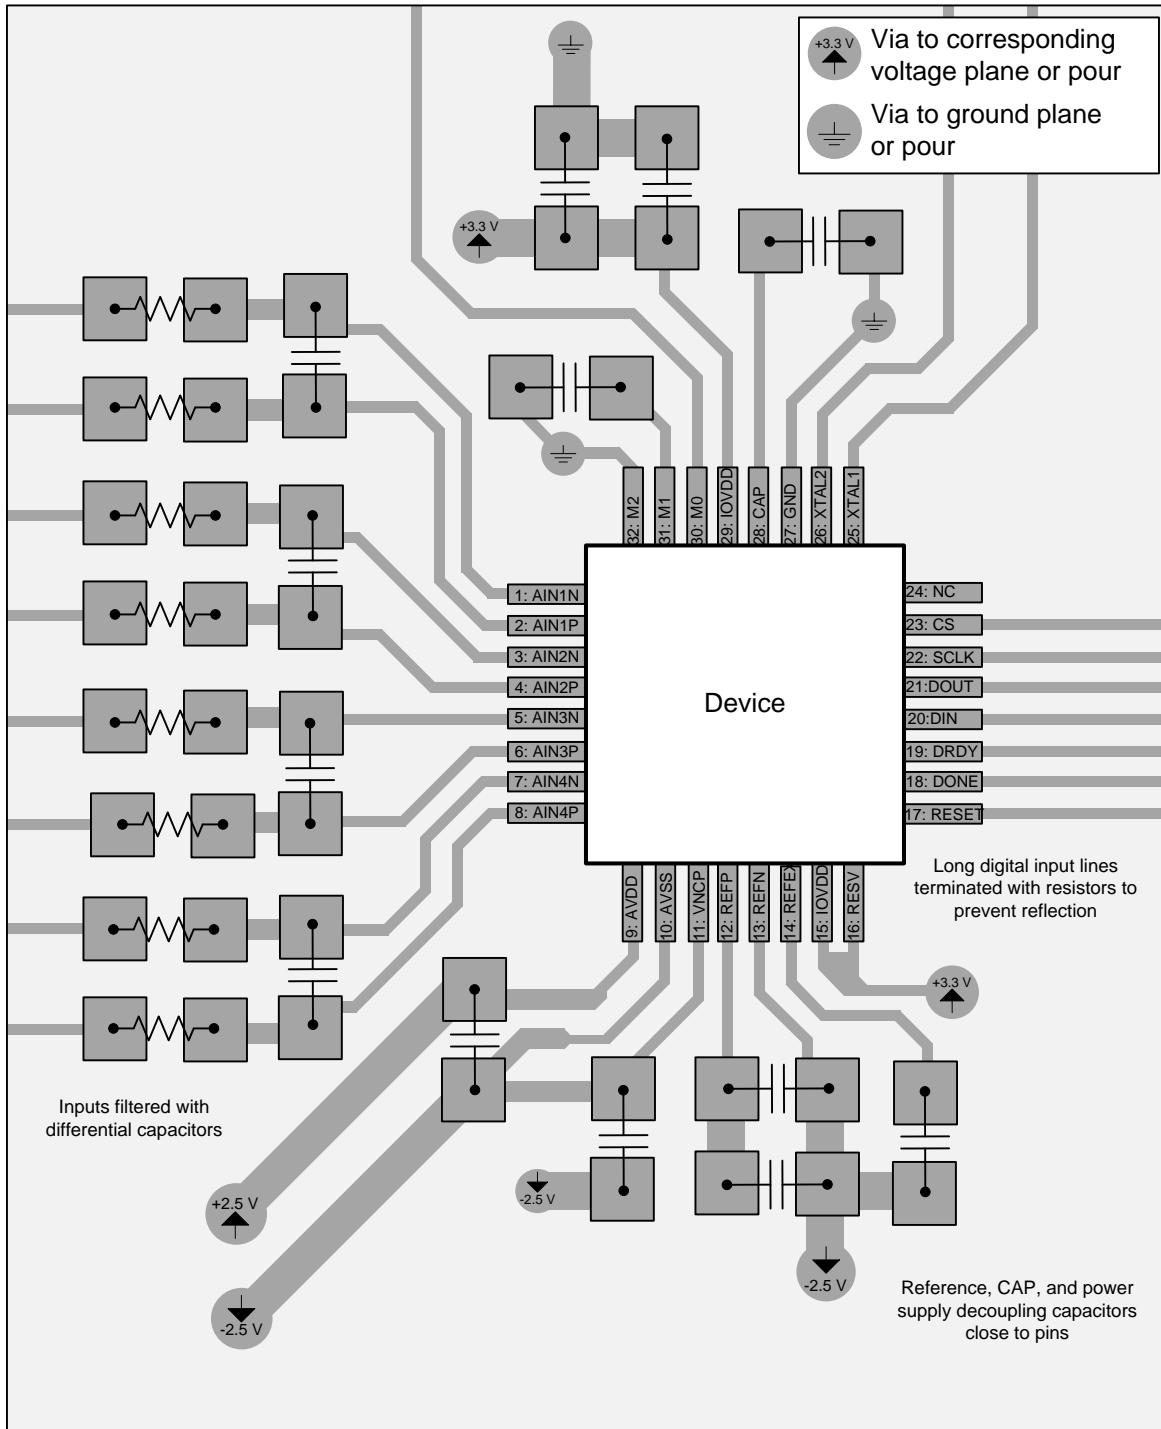 +3.3 V
Via to corresponding
voltage plane or pour
Via to ground plane
or pour
+3.3 V
32: M2
31: M1
30: M0
29: IOVDD
28: CAP
27: GND
26: XTAL2
25: XTAL1
1: AIN1N
2: AIN1P
3: AIN2N
4: AIN2P
5: AIN3N
6: AIN3P
7: AIN4N
8: AIN4P
Device
24: NC
23: CS
22: SCLK
21:DOUT
20:DIN
19: DRDY
18: DONE
17: RESET
9: AVDD
10: AVSS
11: VNCP
12: REFP
13: REFN
14: REFEX
15: IOVDD
16: RESV
Long digital input lines
terminated with resistors to
prevent reflection
+3.3 V
Inputs filtered with
differential capacitors
+2.5 V
-2.5 V
-2.5 V
-2.5 V
Reference, CAP, and power
supply decoupling capacitors
close to pins